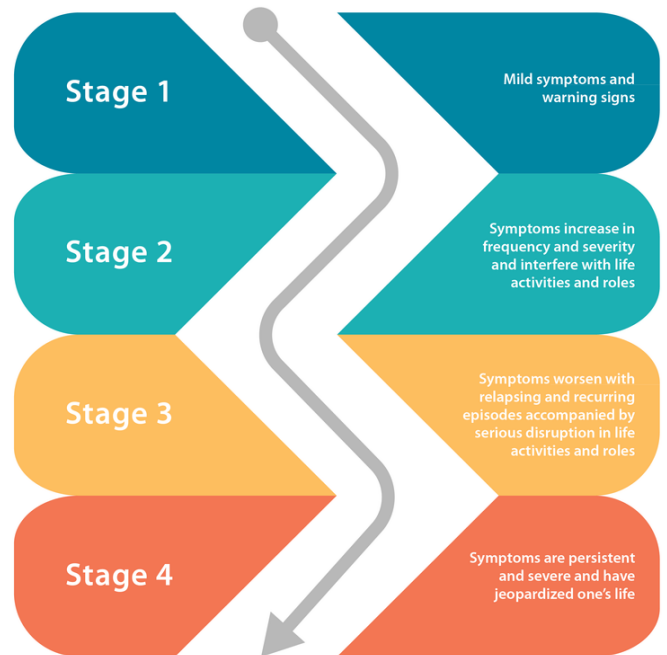 Stage 1
Mild symptoms and
warning signs
Stage 2
Symptoms increase in
frequency and severity
and interfere with life
activities and roles
Stage 3
Symptoms worsen with
relapsing and recurring
episodes accompanied by
serious disruption in life
activities and roles
Stage 4
Symptoms are persistent
and severe and have
jeopardized one's life